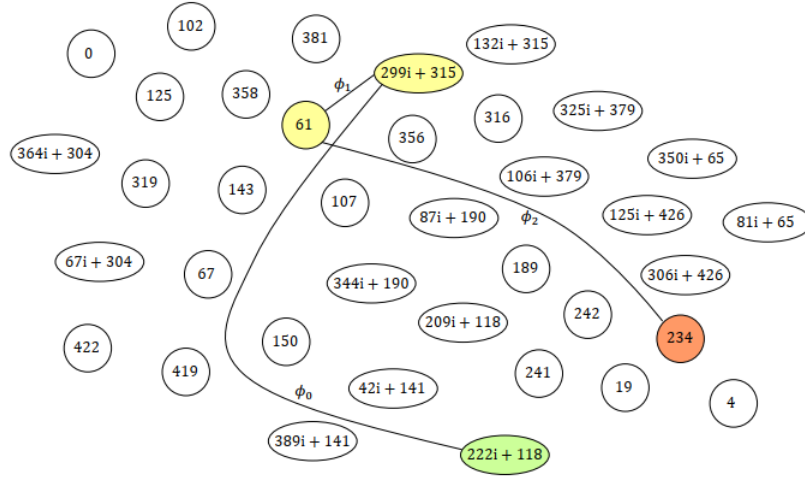 102
381
132i + 315
0
299i + 315
ϕ₁
125
358
61
316
325i + 379
356
364i + 304
350i + 65
319
143
106i + 379
107
87i + 190
ϕ₂
125i + 426
81i + 65
67i + 304
67
189
306i + 426
344i + 190
209i + 118
242
234
150
422
419
ϕ₀
42i + 141
241
19
4
389i + 141
222i + 118